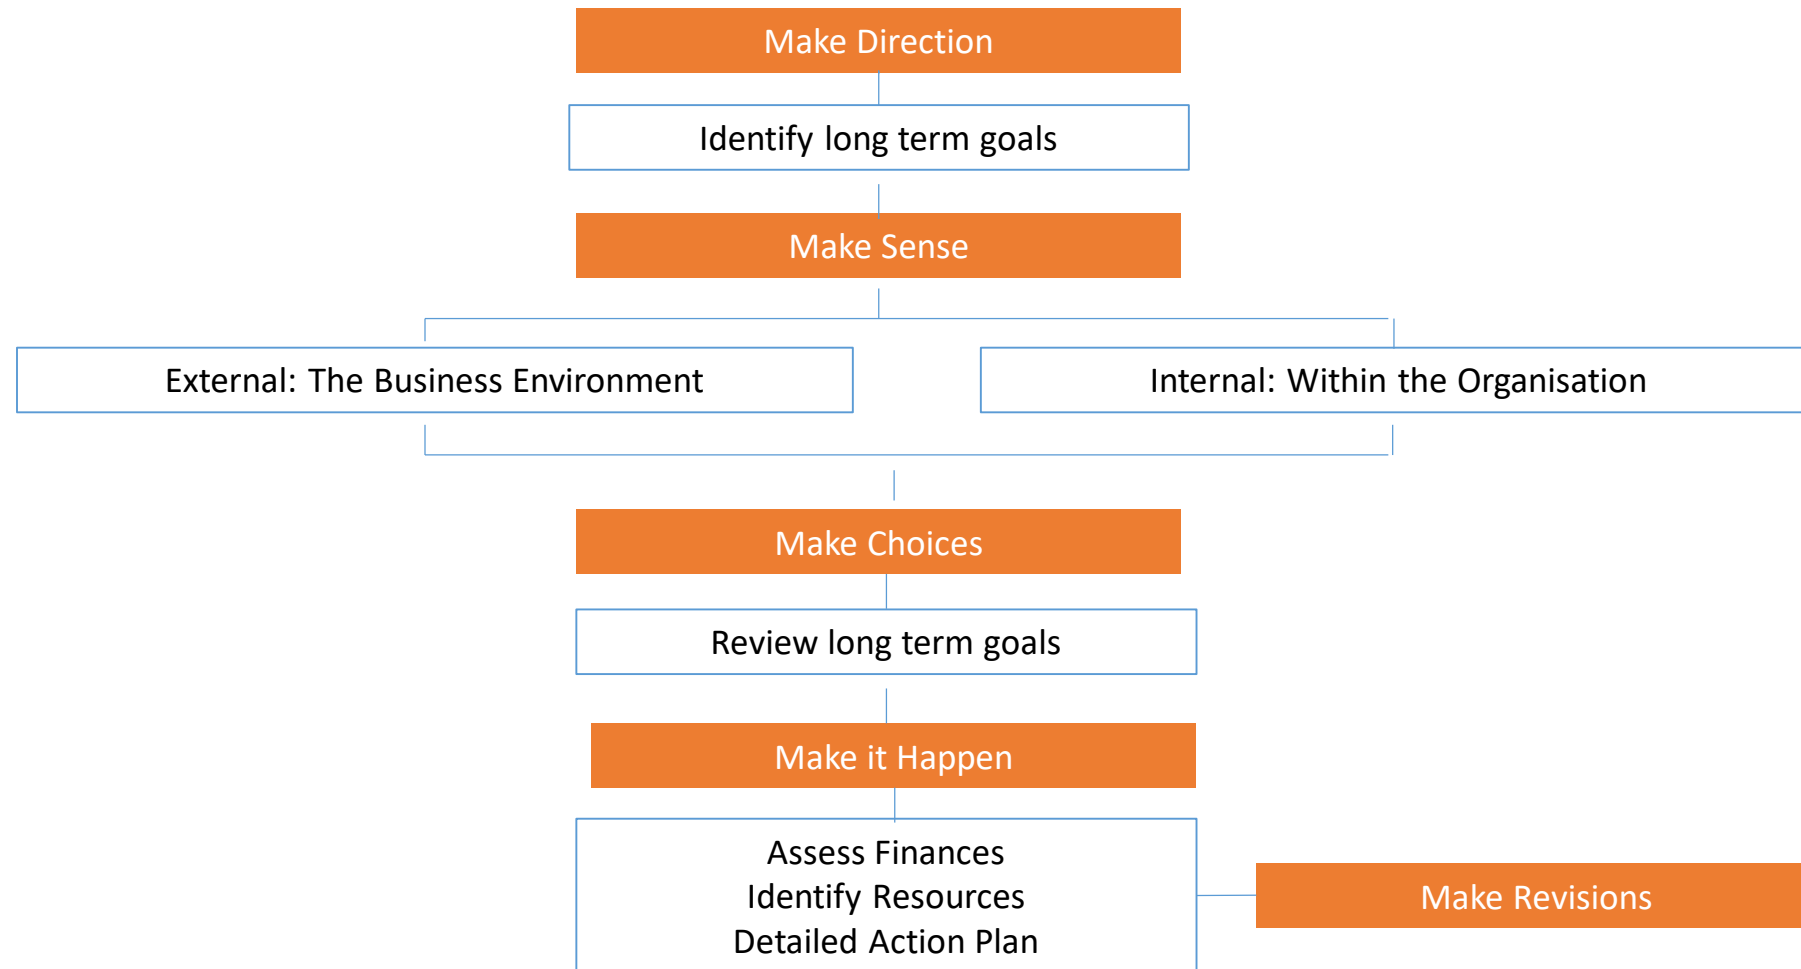 Make Direction
Identify long term goals
Make Sense
External: The Business Environment
Internal: Within the Organisation
Make Choices
Review long term goals
Make it Happen
Assess Finances
Identify Resources
Detailed Action Plan
Make Revisions